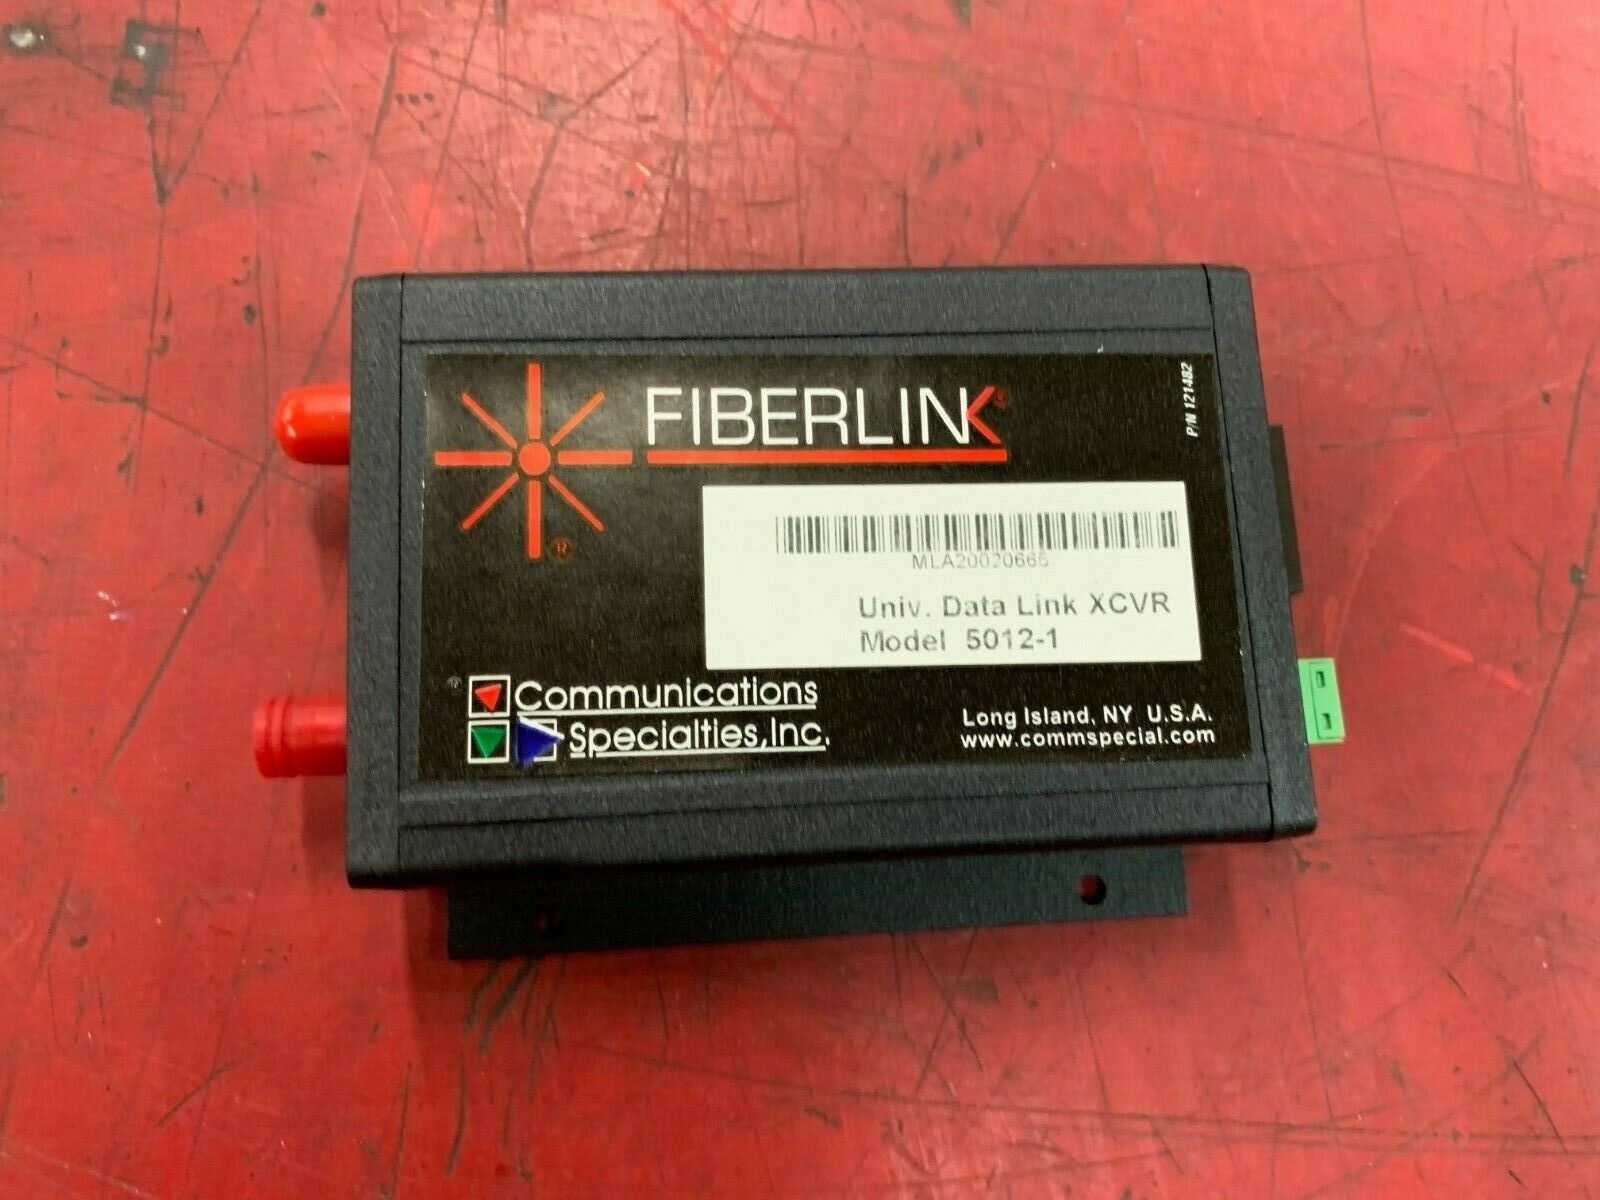 FIBERLINK®
P/N 121482
®
MLA20020665
Univ. Data Link XCVR
Model 5012-1
® Communications
Specialties, Inc.
Long Island, NY U.S.A.
www.commspecial.com